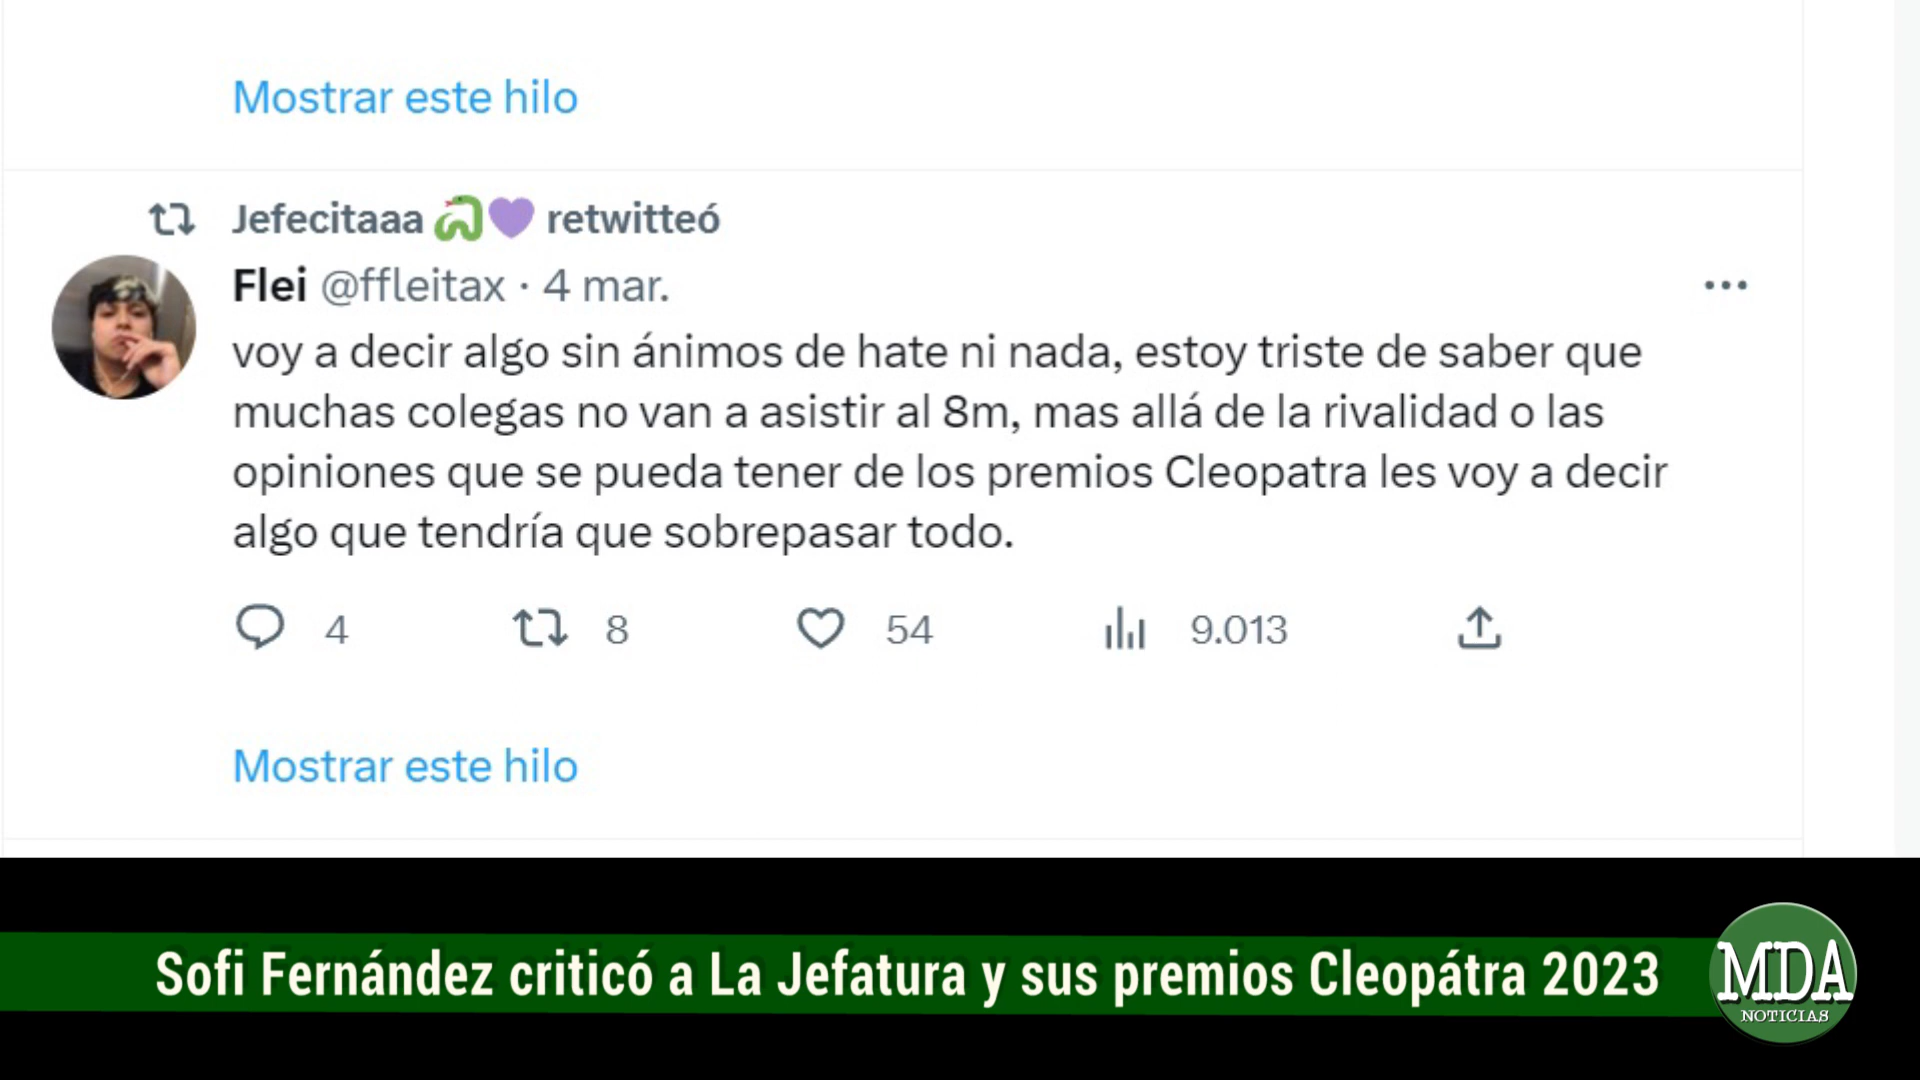 Mostrar este hilo
Jefecitaaa 🐍💜 retwitteó
Flei @ffleitax · 4 mar.
voy a decir algo sin ánimos de hate ni nada, estoy triste de saber que
muchas colegas no van a asistir al 8m, mas allá de la rivalidad o las
opiniones que se pueda tener de los premios Cleopatra les voy a decir
algo que tendría que sobrepasar todo.
4 8 54 9.013
Mostrar este hilo
Sofi Fernández criticó a La Jefatura y sus premios Cleopátra 2023
MDA
NOTICIAS